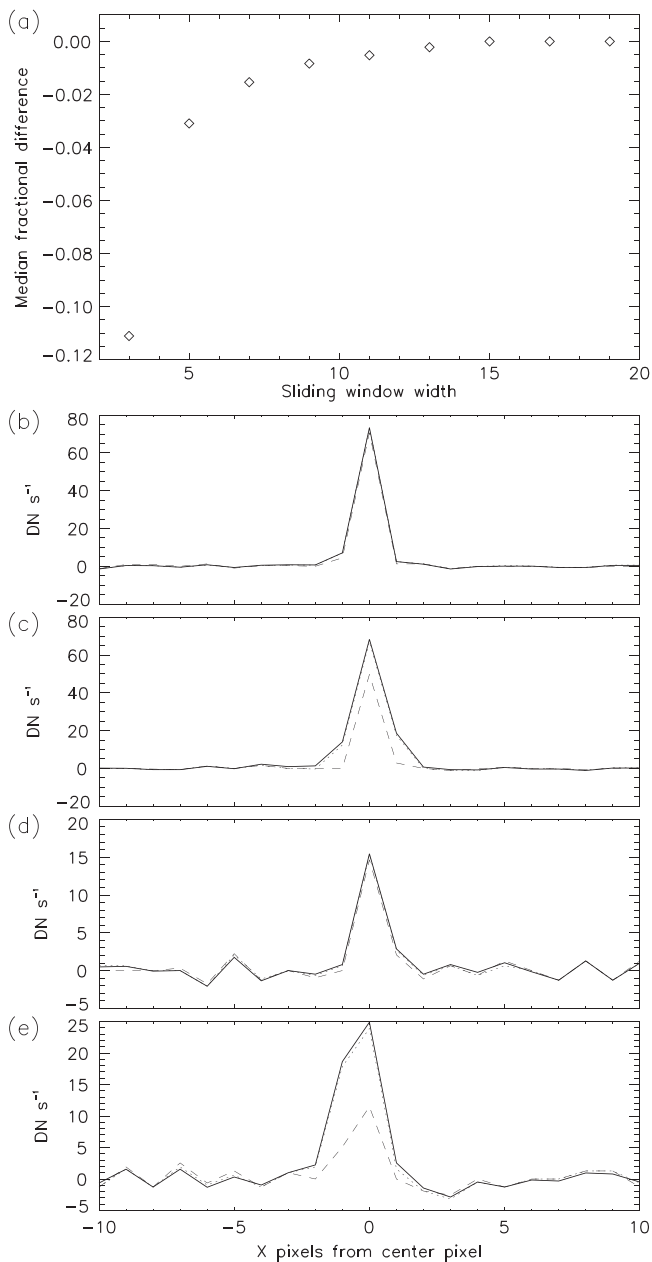 (a)
0.00
−0.02
−0.04
−0.06
−0.08
−0.10
−0.12
Median fractional difference
5 10 15 20
Sliding window width
(b)
80
60
40
20
0
−20
DN s⁻¹
(c)
80
60
40
20
0
−20
DN s⁻¹
(d)
20
15
10
5
0
−5
DN s⁻¹
(e)
25
20
15
10
5
0
−5
DN s⁻¹
−10 −5 0 5 10
X pixels from center pixel